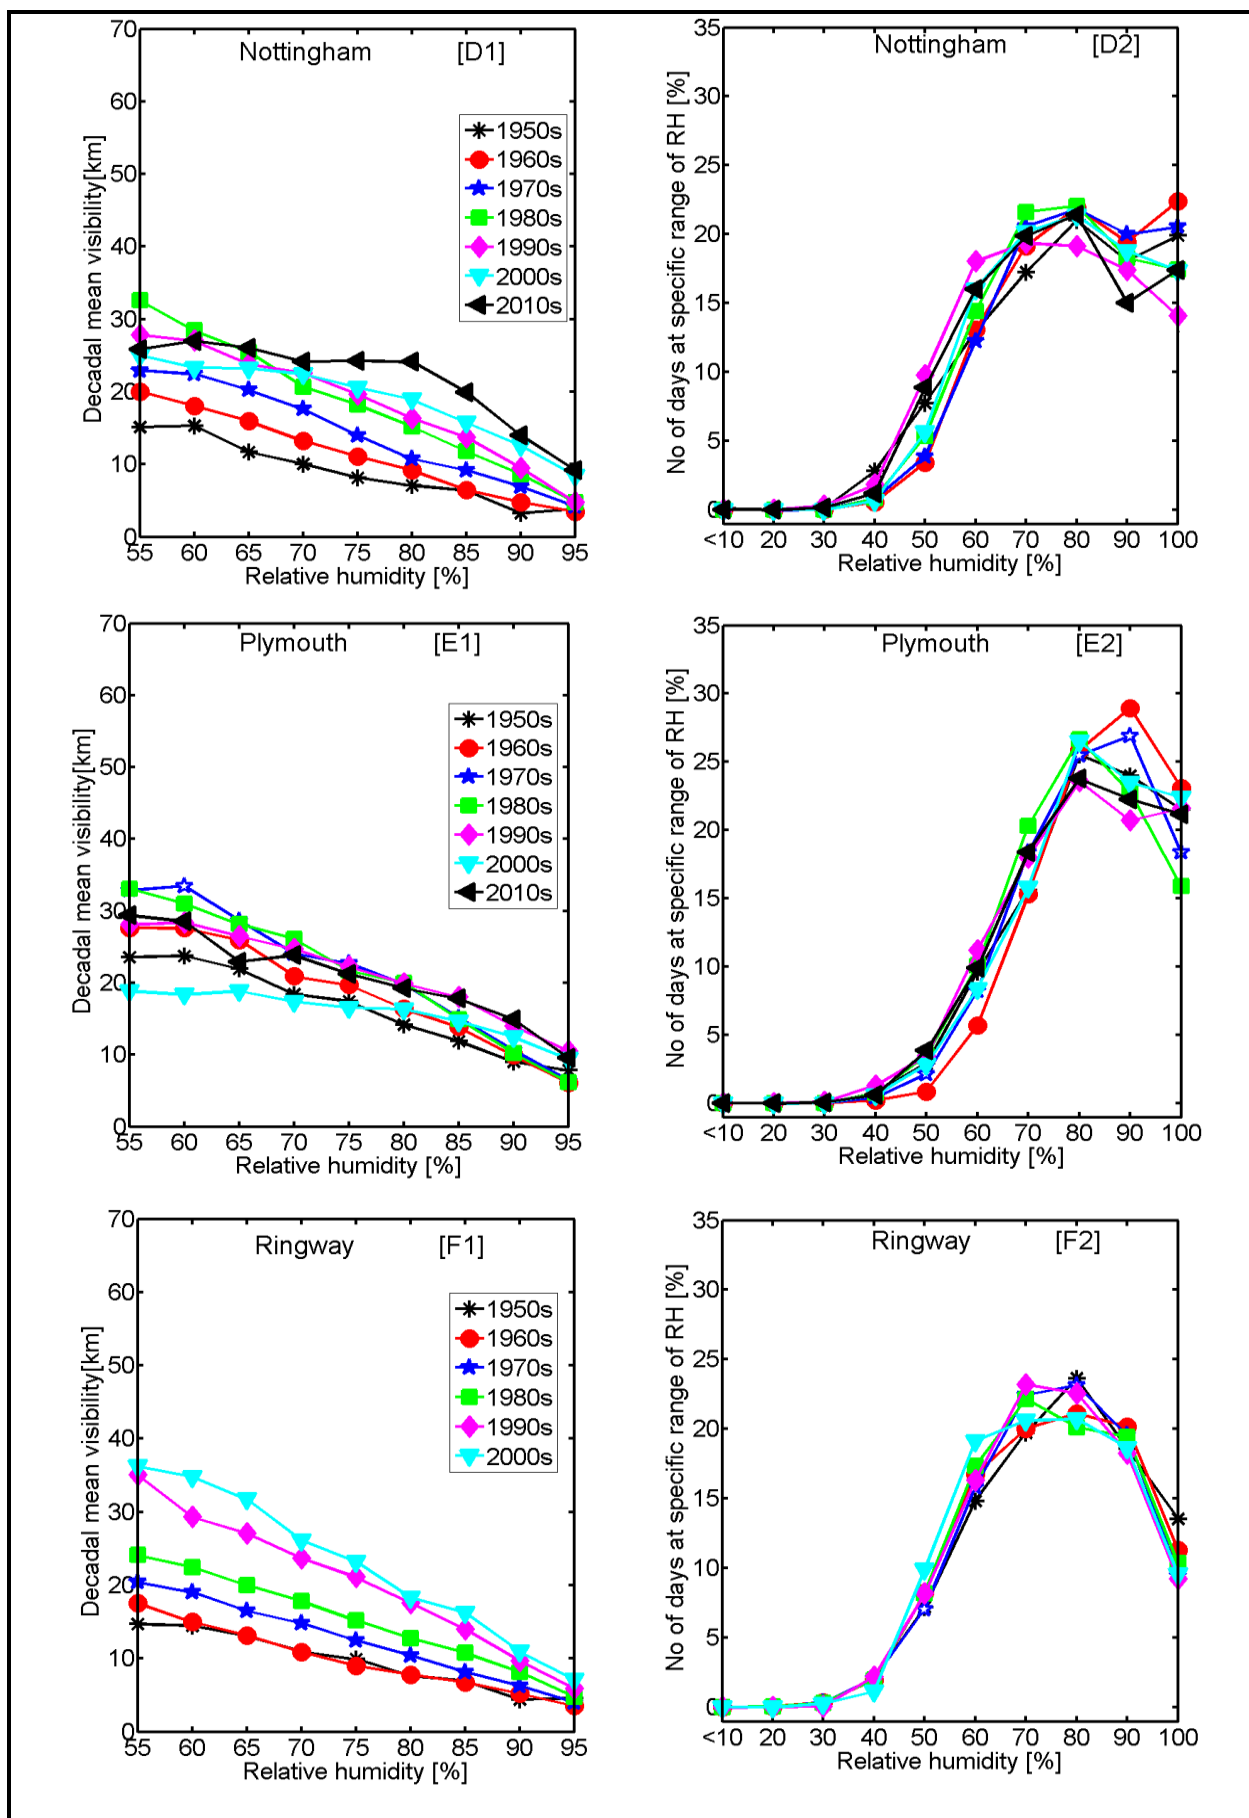 Nottingham [D1]
Decadal mean visibility[km]
70
60
50
40
30
20
10
0
1950s
1960s
1970s
1980s
1990s
2000s
2010s
55 60 65 70 75 80 85 90 95
Relative humidity [%]
Nottingham [D2]
No of days at specific range of RH [%]
35
30
25
20
15
10
5
0
<10 20 30 40 50 60 70 80 90 100
Relative humidity [%]
Plymouth [E1]
Decadal mean visibility[km]
70
60
50
40
30
20
10
0
1950s
1960s
1970s
1980s
1990s
2000s
2010s
55 60 65 70 75 80 85 90 95
Relative humidity [%]
Plymouth [E2]
No of days at specific range of RH [%]
35
30
25
20
15
10
5
0
<10 20 30 40 50 60 70 80 90 100
Relative humidity [%]
Ringway [F1]
Decadal mean visibility[km]
70
60
50
40
30
20
10
0
1950s
1960s
1970s
1980s
1990s
2000s
55 60 65 70 75 80 85 90 95
Relative humidity [%]
Ringway [F2]
No of days at specific range of RH [%]
35
30
25
20
15
10
5
0
<10 20 30 40 50 60 70 80 90 100
Relative humidity [%]